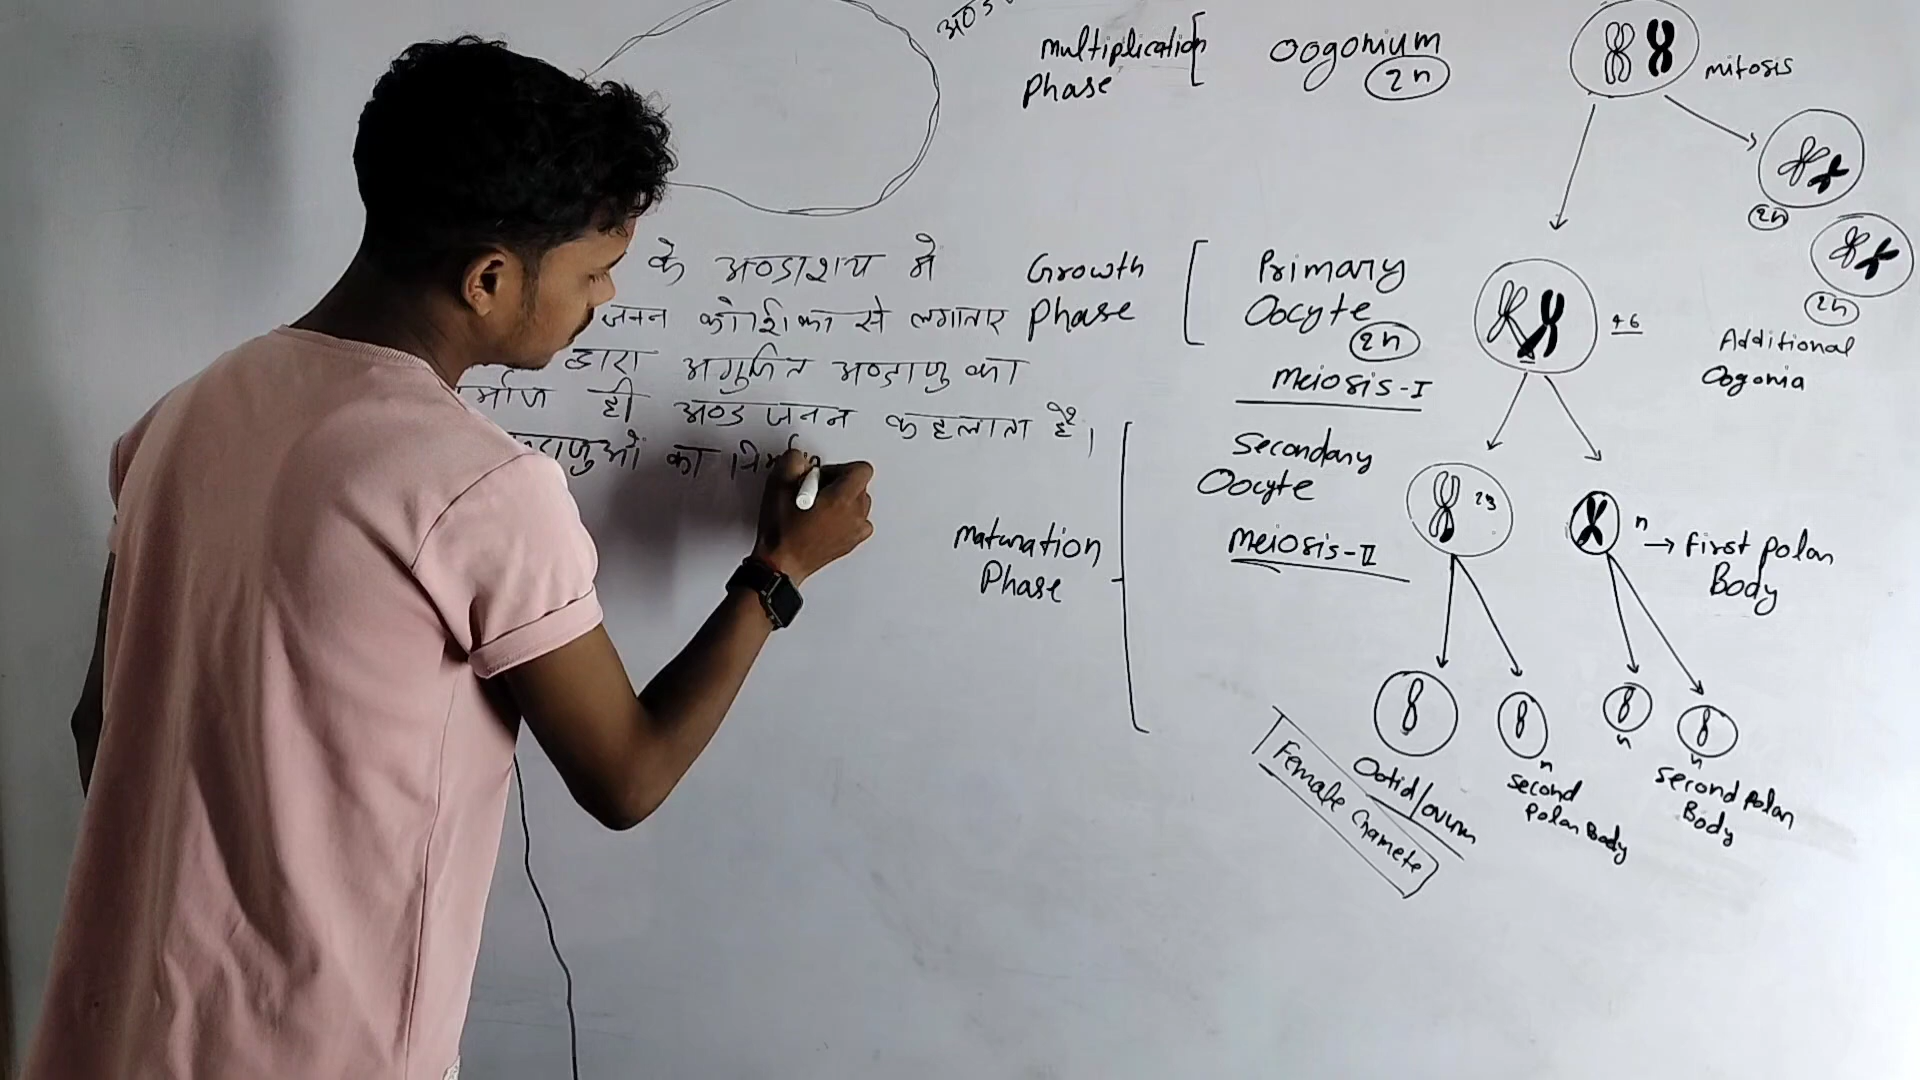 अण्ड
Multiplication
Phase
Oogonium
2n
mitosis
2n
2n
Additional
Oogonia
के अण्डाशय मे
जनन कोशिका से लगातार
द्वारा अगुणित अण्डाणु का
र्माण ही अण्ड जनन कहलाता है।
डाणुओं का निर्माण
Growth
Phase
Primary
Oocyte
2n
Meiosis-I
46
Maturation
Phase
Secondary
Oocyte
Meiosis-II
23
n → First Polar
Body
Ootid/ovum
Female Gamete
n
Second
Polar Body
n
n
Second Polar
Body